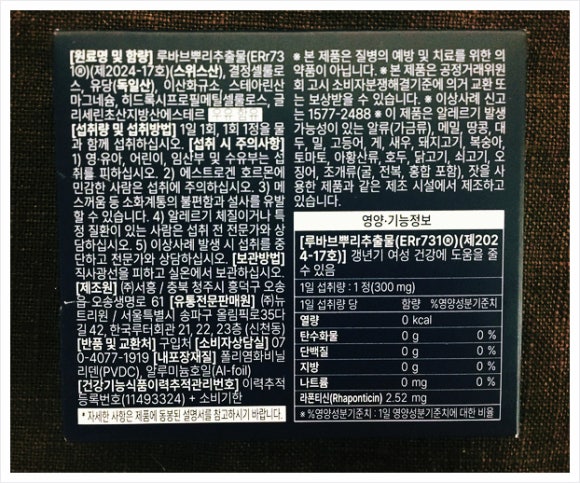 [원료명 및 함량] 루바브뿌리추출물(ERr73
1®)(제2024-17호)(스위스산), 결정셀룰로
스, 유당(독일산), 이산화규소, 스테아린산
마그네슘, 히드록시프로필메틸셀룰로스, 글
리세린초산지방산에스테르 우유 함유
[섭취량 및 섭취방법] 1일 1회, 1회 1정을 물
과 함께 섭취하십시오. [섭취 시 주의사항]
1) 영·유아, 어린이, 임산부 및 수유부는 섭
취를 피하십시오. 2) 에스트로겐 호르몬에
민감한 사람은 섭취에 주의하십시오. 3) 메
스꺼움 등 소화계통의 불편함과 설사를 유발
할 수 있습니다. 4) 알레르기 체질이거나 특
정 질환이 있는 사람은 섭취 전 전문가와 상
담하십시오. 5) 이상사례 발생 시 섭취를 중
단하고 전문가와 상담하십시오. [보관방법]
직사광선을 피하고 실온에서 보관하십시오.
[제조원] ㈜서흥 / 충북 청주시 흥덕구 오송
읍 오송생명로 61 [유통전문판매원] ㈜뉴
트리원 / 서울특별시 송파구 올림픽로35다
길 42, 한국루터회관 21, 22, 23층 (신천동)
[반품 및 교환처] 구입처 [소비자상담실] 07
0-4077-1919 [내포장재질] 폴리염화비닐
리덴(PVDC), 알루미늄호일(Al-foil)
[건강기능식품이력추적관리번호] 이력추적
등록번호(11493324) + 소비기한
* 자세한 사항은 제품에 동봉된 설명서를 참고하시기 바랍니다.
※ 본 제품은 질병의 예방 및 치료를 위한 의
약품이 아닙니다. ※ 본 제품은 공정거래위원
회 고시 소비자분쟁해결기준에 의거 교환 또
는 보상받을 수 있습니다. ※ 이상사례 신고
는 1577-2488 ※ 이 제품은 알레르기 발생
가능성이 있는 알류(가금류), 메밀, 땅콩, 대
두, 밀, 고등어, 게, 새우, 돼지고기, 복숭아,
토마토, 아황산류, 호두, 닭고기, 쇠고기, 오
징어, 조개류(굴, 전복, 홍합 포함), 잣을 사
용한 제품과 같은 제조 시설에서 제조하고
있습니다.
영양·기능정보
[루바브뿌리추출물(ERr731®)(제202
4-17호)] 갱년기 여성 건강에 도움을 줄
수 있음
1일 섭취량 : 1정(300 mg)
1일 섭취량 당 함량 %영양성분기준치
열량 0 kcal
탄수화물 0 g 0 %
단백질 0 g 0 %
지방 0 g 0 %
나트륨 0 mg 0 %
라폰티신(Rhaponticin) 2.52 mg
※ %영양성분기준치 : 1일 영양성분기준치에 대한 비율